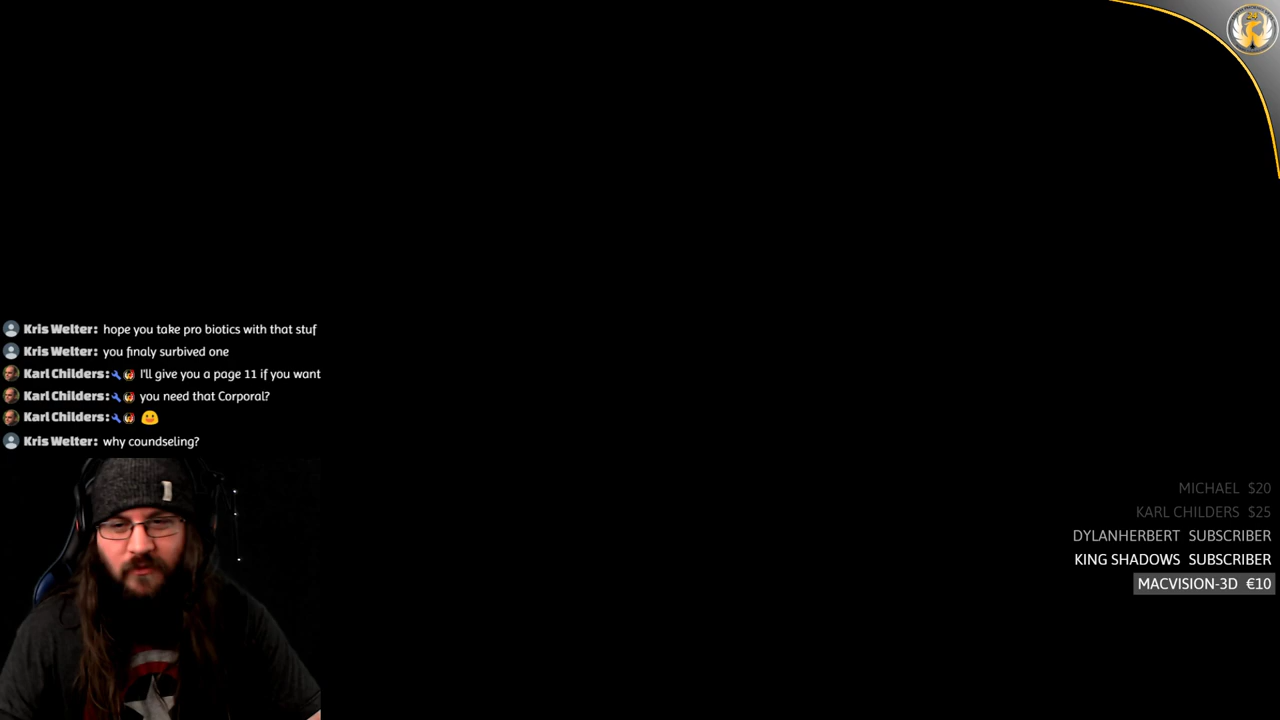 Kris Welter: hope you take pro biotics with that stuf
Kris Welter: you finaly surbived one
Karl Childers: I'll give you a page 11 if you want
Karl Childers: you need that Corporal?
Karl Childers:
Kris Welter: why coundseling?
MICHAEL $20
KARL CHILDERS $25
DYLANHERBERT SUBSCRIBER
KING SHADOWS SUBSCRIBER
MACVISION-3D €10